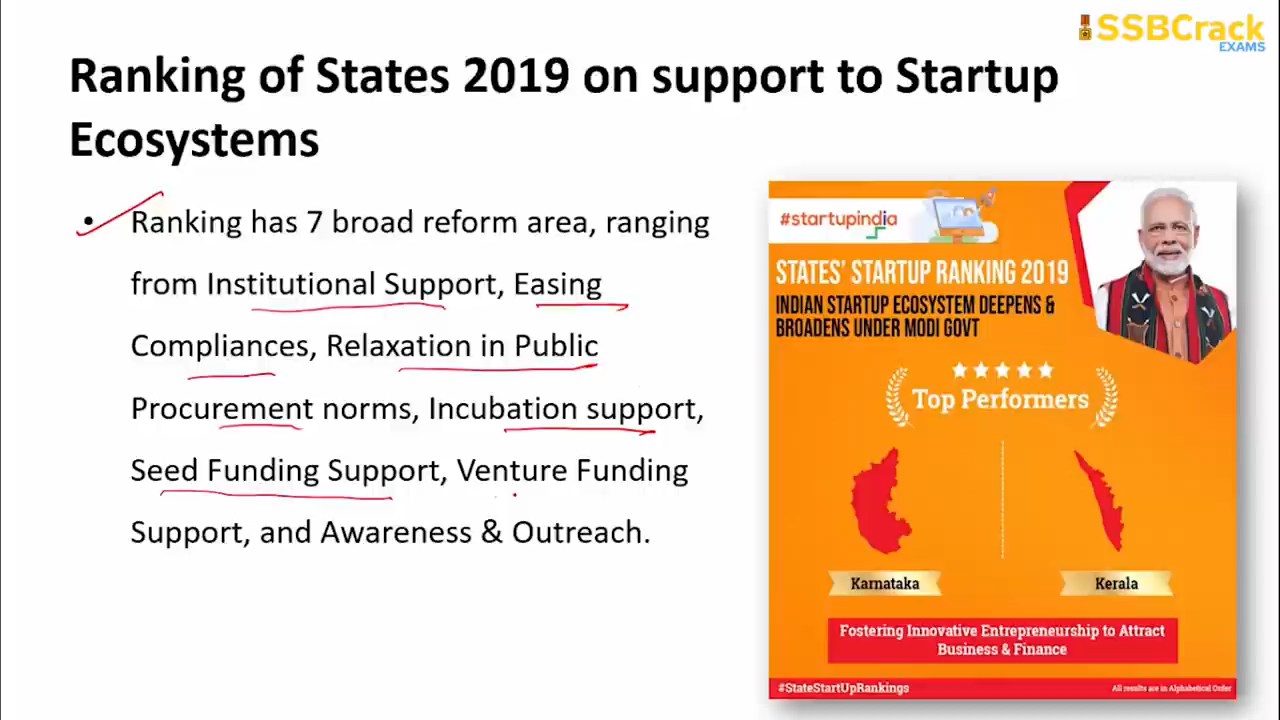 SSBCrack
EXAMS
Ranking of States 2019 on support to Startup
Ecosystems
• Ranking has 7 broad reform area, ranging
from Institutional Support, Easing
Compliances, Relaxation in Public
Procurement norms, Incubation support,
Seed Funding Support, Venture Funding
Support, and Awareness & Outreach.
#startupindia
STATES' STARTUP RANKING 2019
INDIAN STARTUP ECOSYSTEM DEEPENS &
BROADENS UNDER MODI GOVT
Top Performers
Karnataka
Kerala
Fostering Innovative Entrepreneurship to Attract
Business & Finance
#StateStartUpRankings
All results are in Alphabetical Order